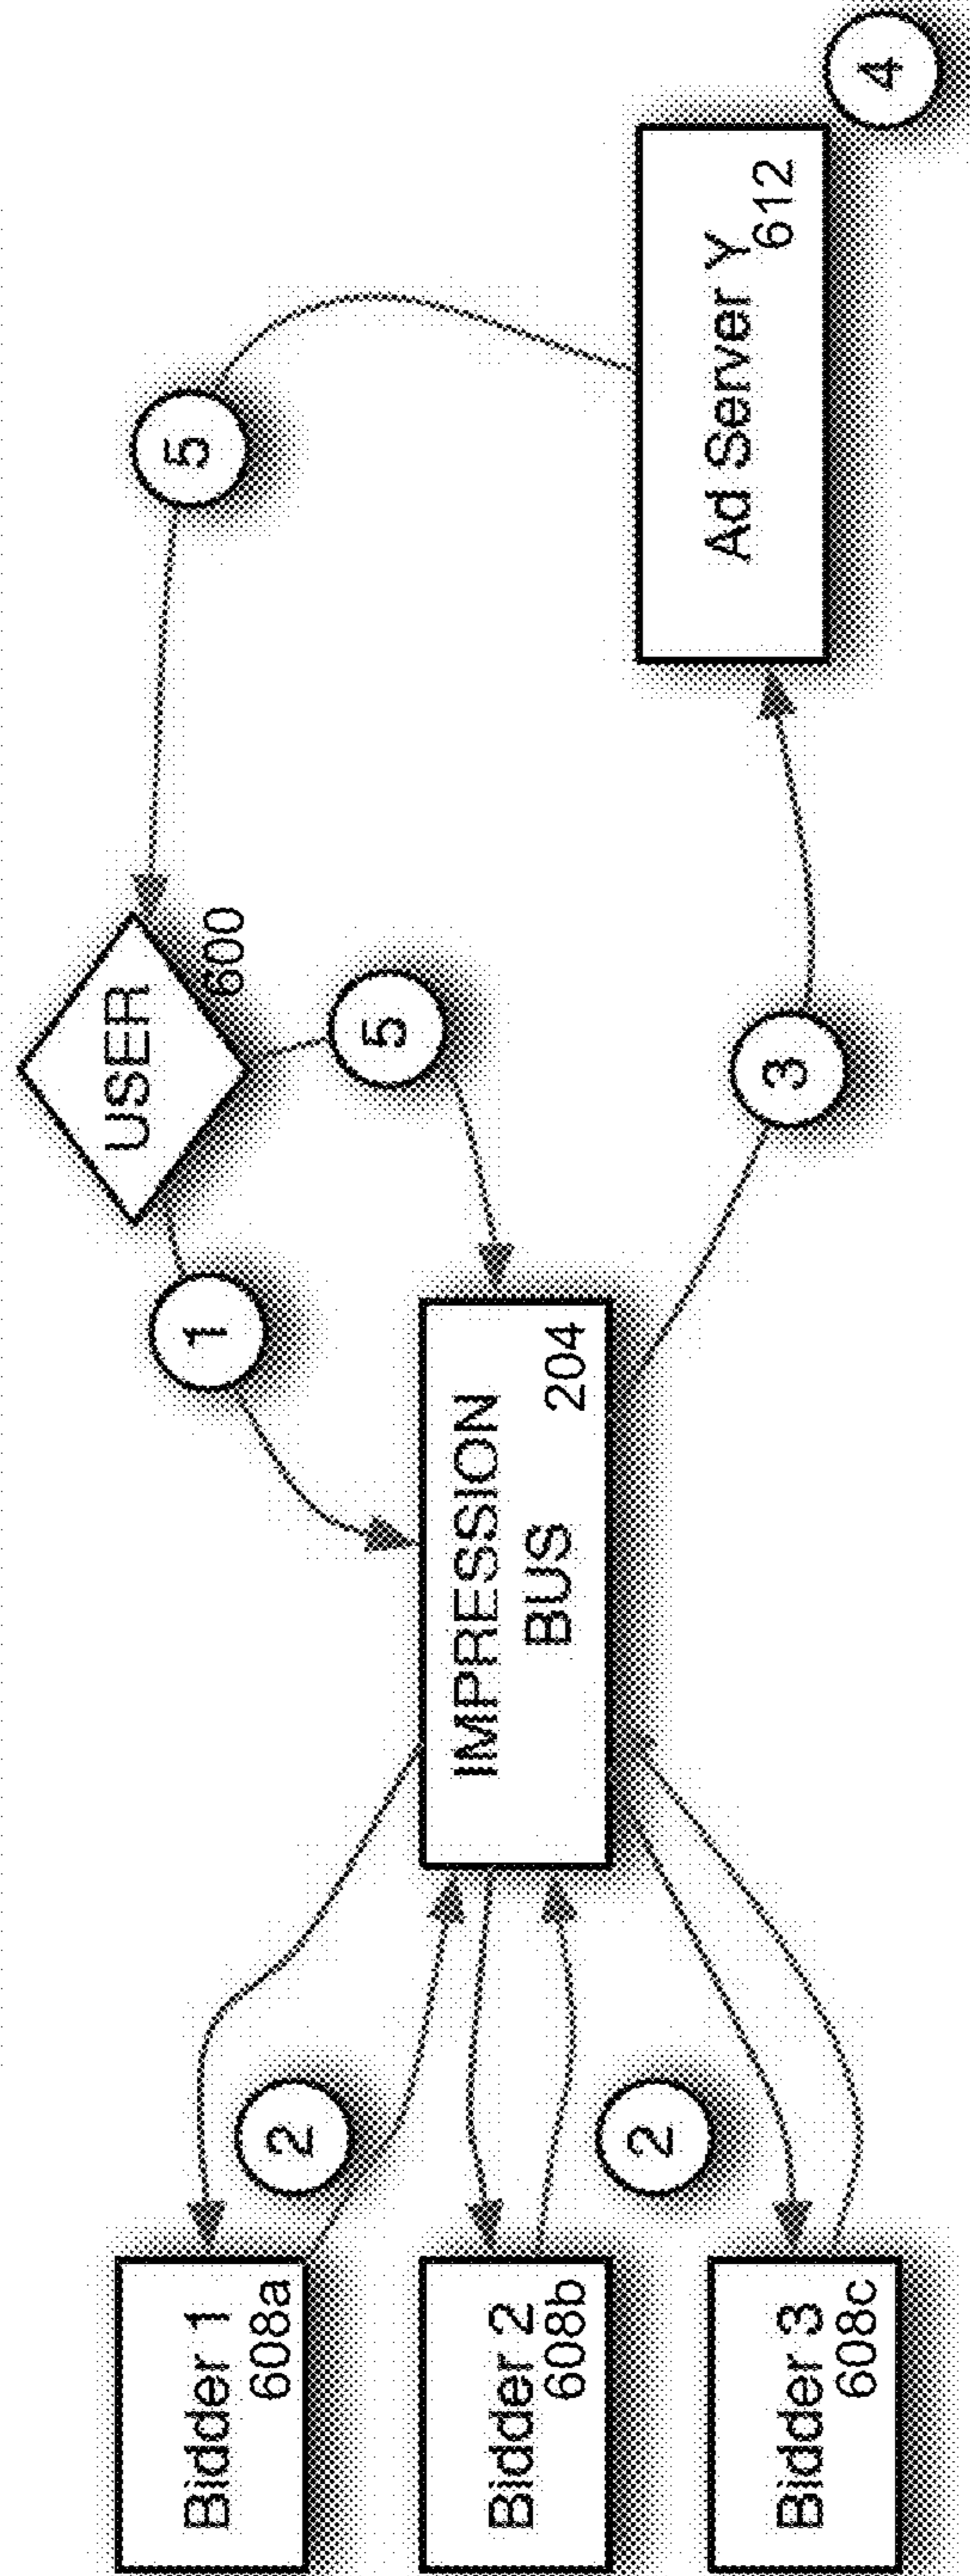 USER
600
5
1
5
Bidder 1
608a
2
IMPRESSION
BUS
204
Bidder 2
608b
2
Ad Server Y
612
3
4
Bidder 3
608c